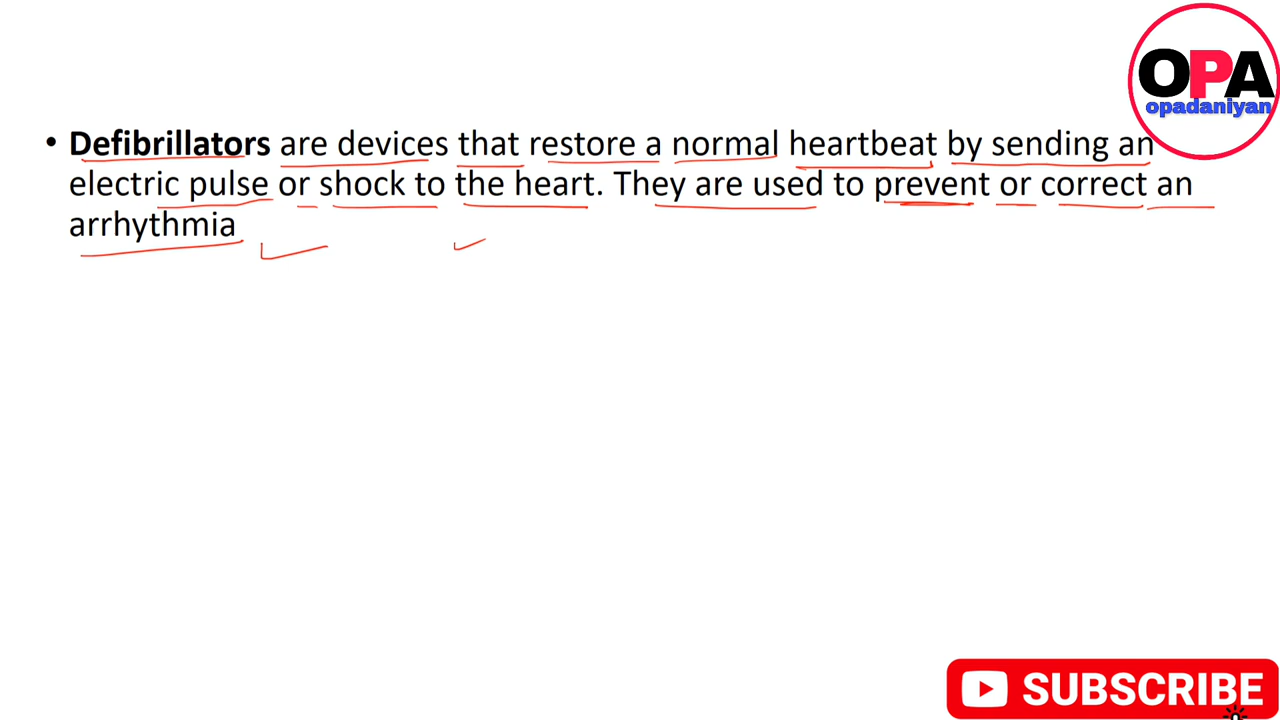 OPA
opadaniyan
• Defibrillators are devices that restore a normal heartbeat by sending an
electric pulse or shock to the heart. They are used to prevent or correct an
arrhythmia
SUBSCRIBE